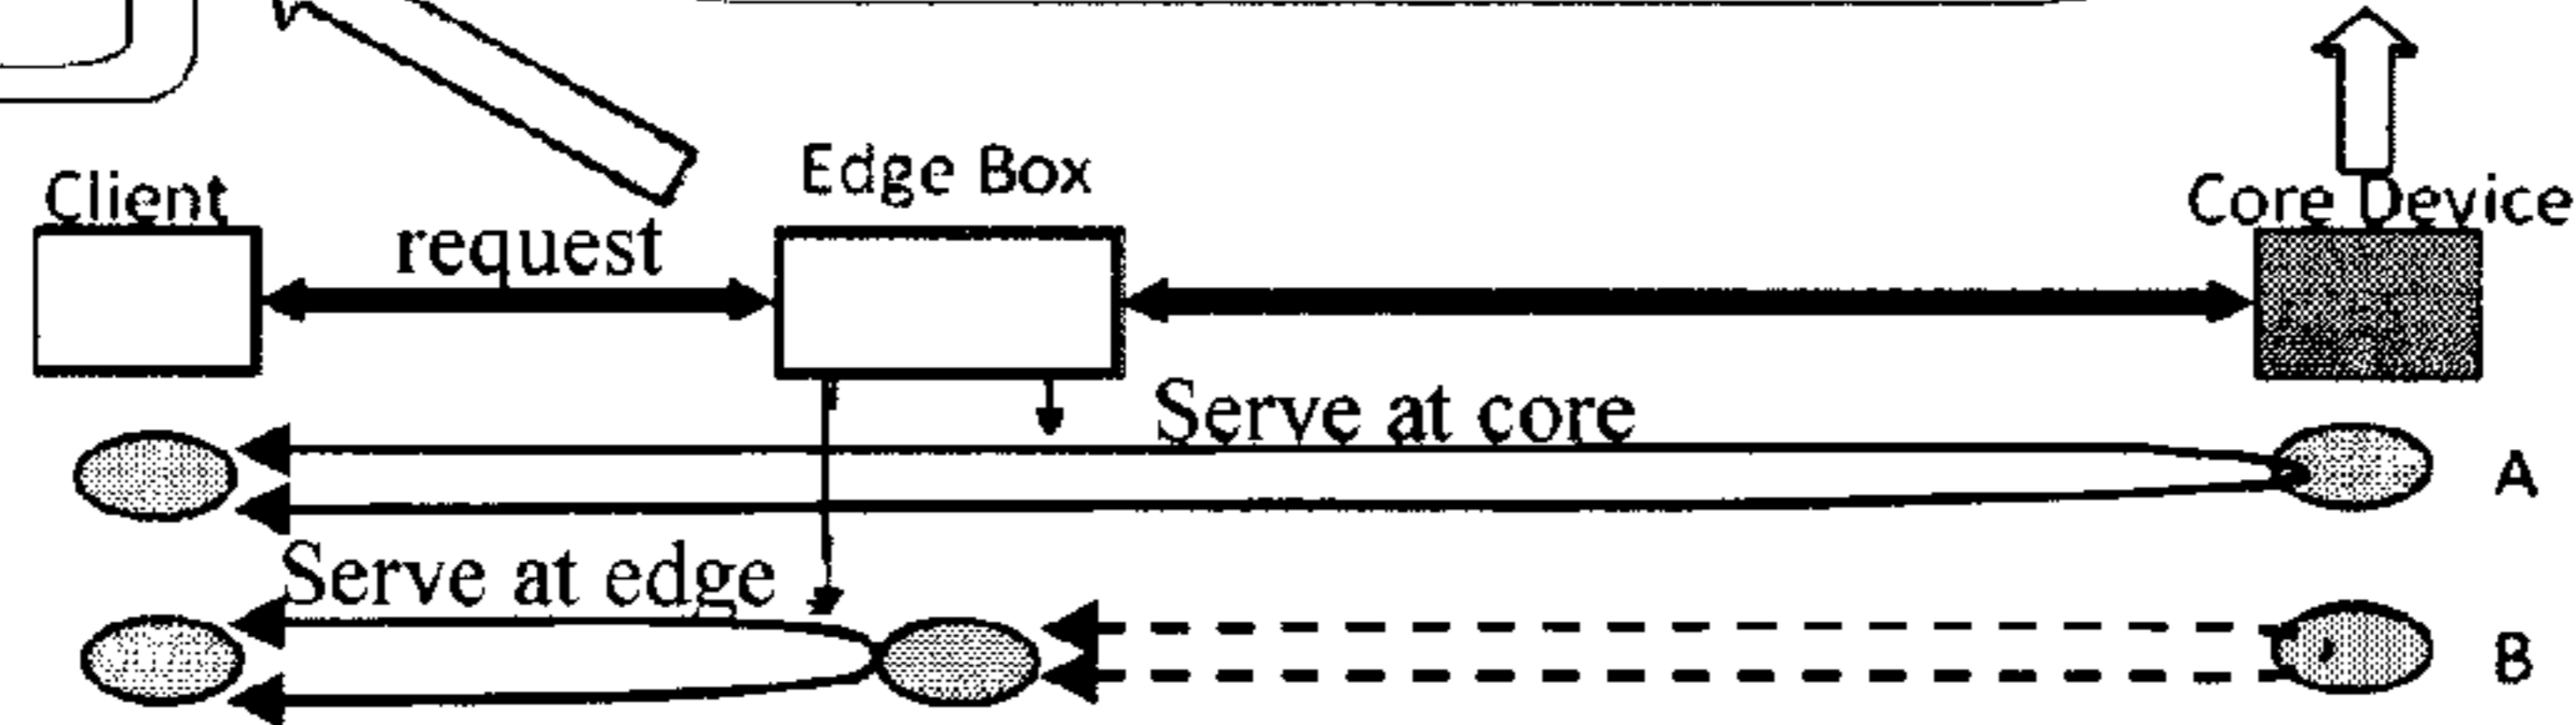 Client
Edge Box
Core Device
request
Serve at core
A
Serve at edge
B